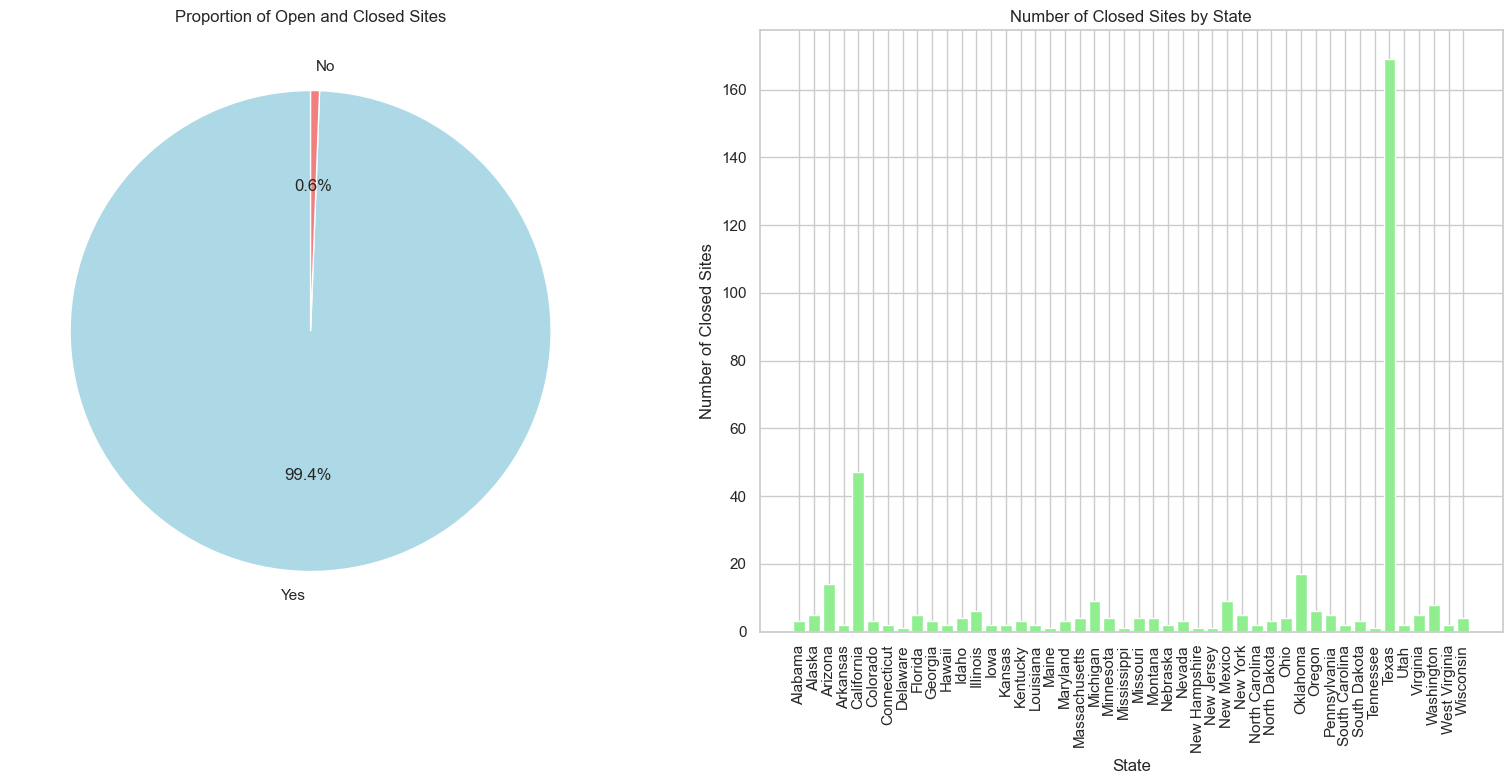 Proportion of Open and Closed Sites
No
0.6%
99.4%
Yes
Number of Closed Sites by State
Number of Closed Sites
160
140
120
100
80
60
40
20
0
Alabama
Alaska
Arizona
Arkansas
California
Colorado
Connecticut
Delaware
Florida
Georgia
Hawaii
Idaho
Illinois
Iowa
Kansas
Kentucky
Louisiana
Maine
Maryland
Massachusetts
Michigan
Minnesota
Mississippi
Missouri
Montana
Nebraska
Nevada
New Hampshire
New Jersey
New Mexico
New York
North Carolina
North Dakota
Ohio
Oklahoma
Oregon
Pennsylvania
South Carolina
South Dakota
Tennessee
Texas
Utah
Virginia
Washington
West Virginia
Wisconsin
State